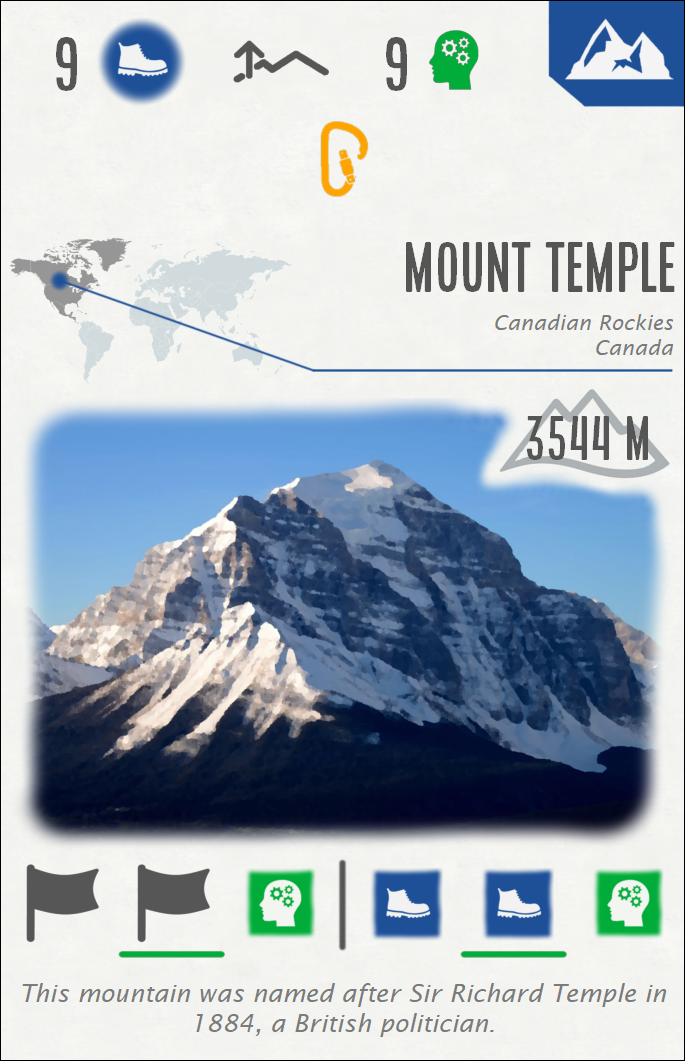 9
9
MOUNT TEMPLE
Canadian Rockies
Canada
3544 M
This mountain was named after Sir Richard Temple in
1884, a British politician.